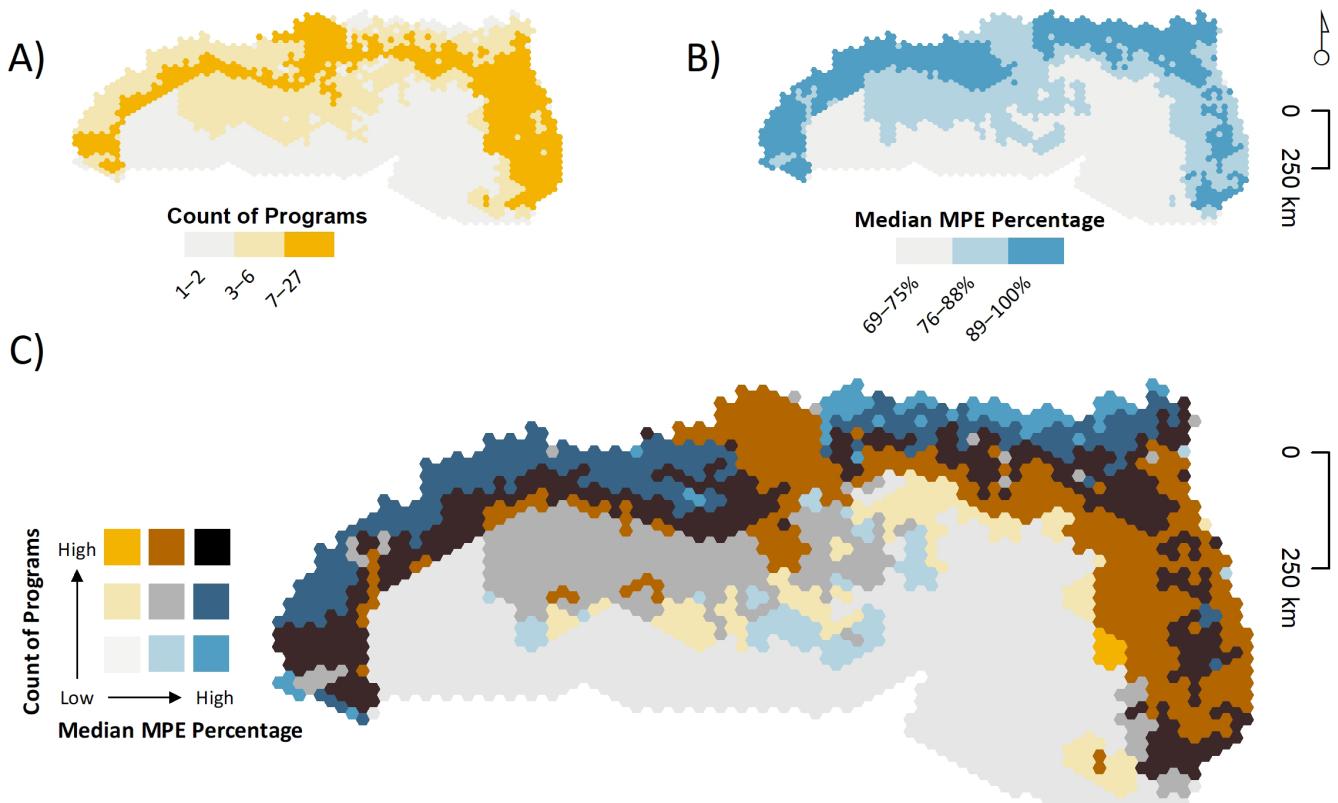 A)
B)
Count of Programs
1–2
3–6
7–27
Median MPE Percentage
69–75%
76–88%
89–100%
0
250 km
C)
0
250 km
Count of Programs
High
Low
High
Median MPE Percentage